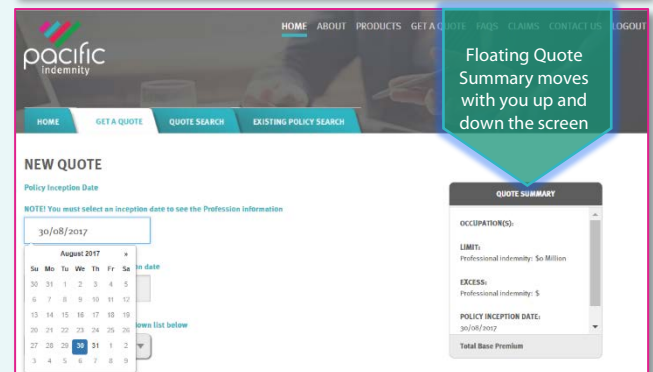 HOME ABOUT PRODUCTS GET A QUOTE FAQS CLAIMS CONTACT US LOGOUT
pacific
indemnity
Floating Quote
Summary moves
with you up and
down the screen
HOME GET A QUOTE QUOTE SEARCH EXISTING POLICY SEARCH
NEW QUOTE
Policy Inception Date
NOTE! You must select an inception date to see the Profession information
30/08/2017
August 2017 »
Su Mo Tu We Th Fr Sa
30 31 1 2 3 4 5
6 7 8 9 10 11 12
13 14 15 16 17 18 19
20 21 22 23 24 25 26
27 28 29 30 31 1 2
3 4 5 6 7 8 9
on date
own list below
QUOTE SUMMARY
OCCUPATION(S):
LIMIT:
Professional indemnity: $0 Million
EXCESS:
Professional indemnity: $
POLICY INCEPTION DATE:
30/08/2017
Total Base Premium